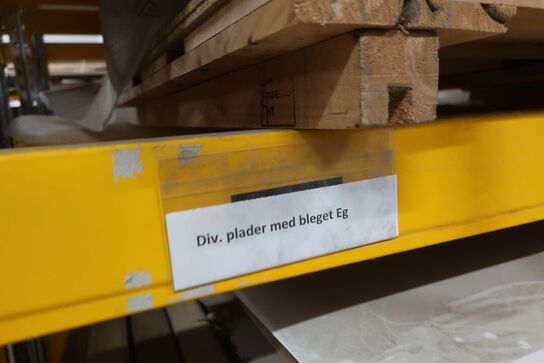 Div. plader med bleget Eg